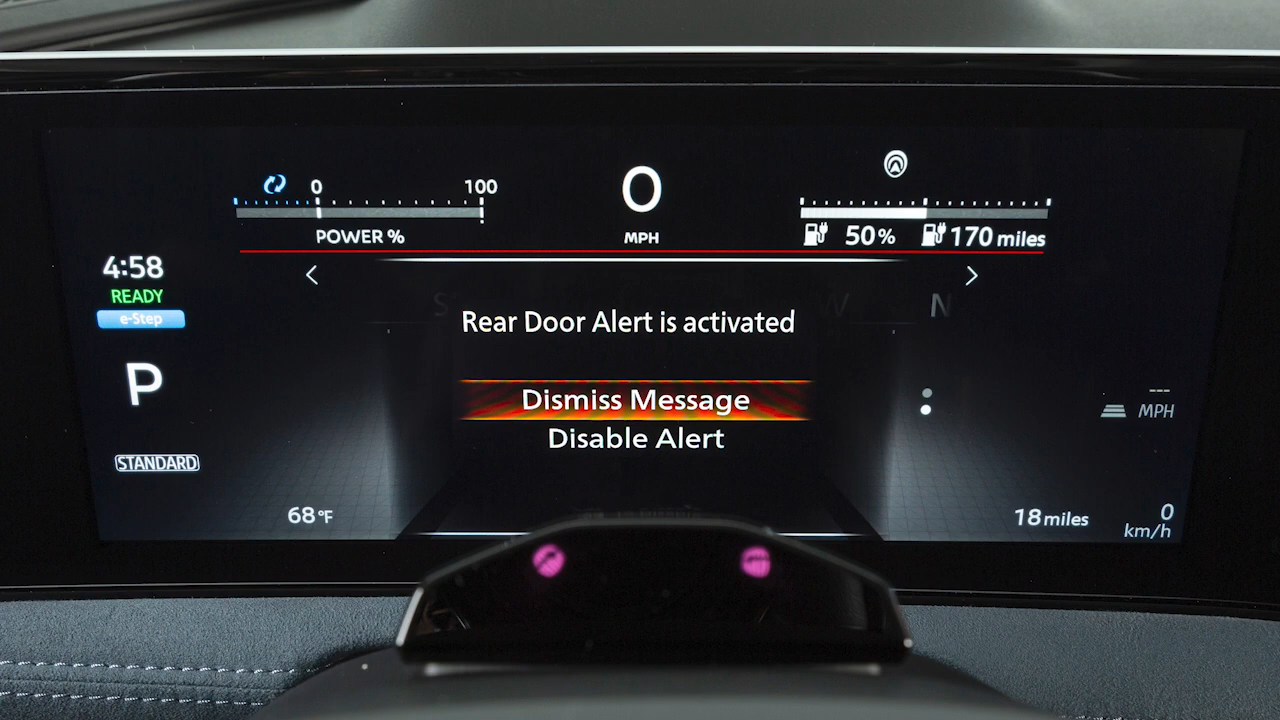 0 100
POWER %
0
MPH
50% 170 miles
4:58
READY
e-Step
P
STANDARD
68°F
S
N
Rear Door Alert is activated
Dismiss Message
Disable Alert
---
MPH
18 miles
0
km/h